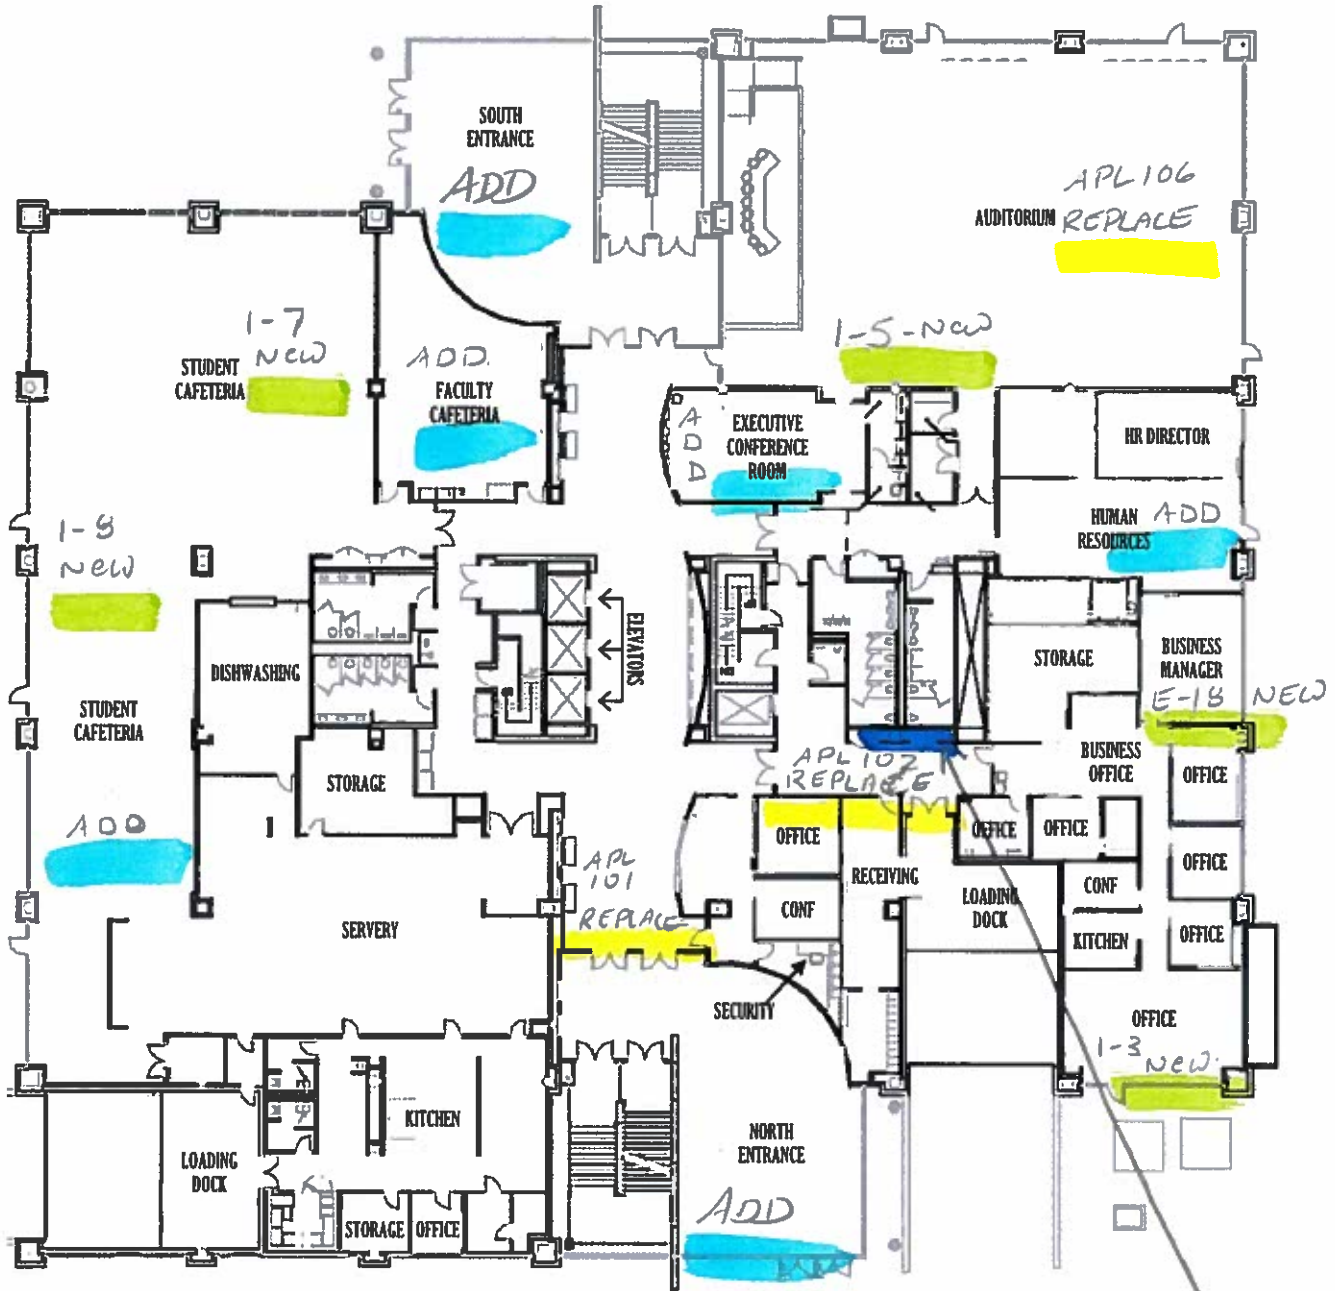 SOUTH
ENTRANCE
ADD
APL106
AUDITORIUM REPLACE
1-7
NEW
STUDENT
CAFETERIA
ADD.
FACULTY
CAFETERIA
1-5-NEW
ADD
EXECUTIVE
CONFERENCE
ROOM
HR DIRECTOR
HUMAN
RESOURCES
ADD
1-8
NEW
DISHWASHING
ELEVATORS
STORAGE
BUSINESS
MANAGER
E-18 NEW
STUDENT
CAFETERIA
STORAGE
APL 107
REPLACE
BUSINESS
OFFICE
OFFICE
ADD
OFFICE
OFFICE
OFFICE
OFFICE
APL
101
REPLACE
RECEIVING
LOADING
DOCK
CONF
CONF
SERVERY
KITCHEN
OFFICE
SECURITY
OFFICE
1-3
NEW.
KITCHEN
LOADING
DOCK
NORTH
ENTRANCE
ADD
STORAGE
OFFICE